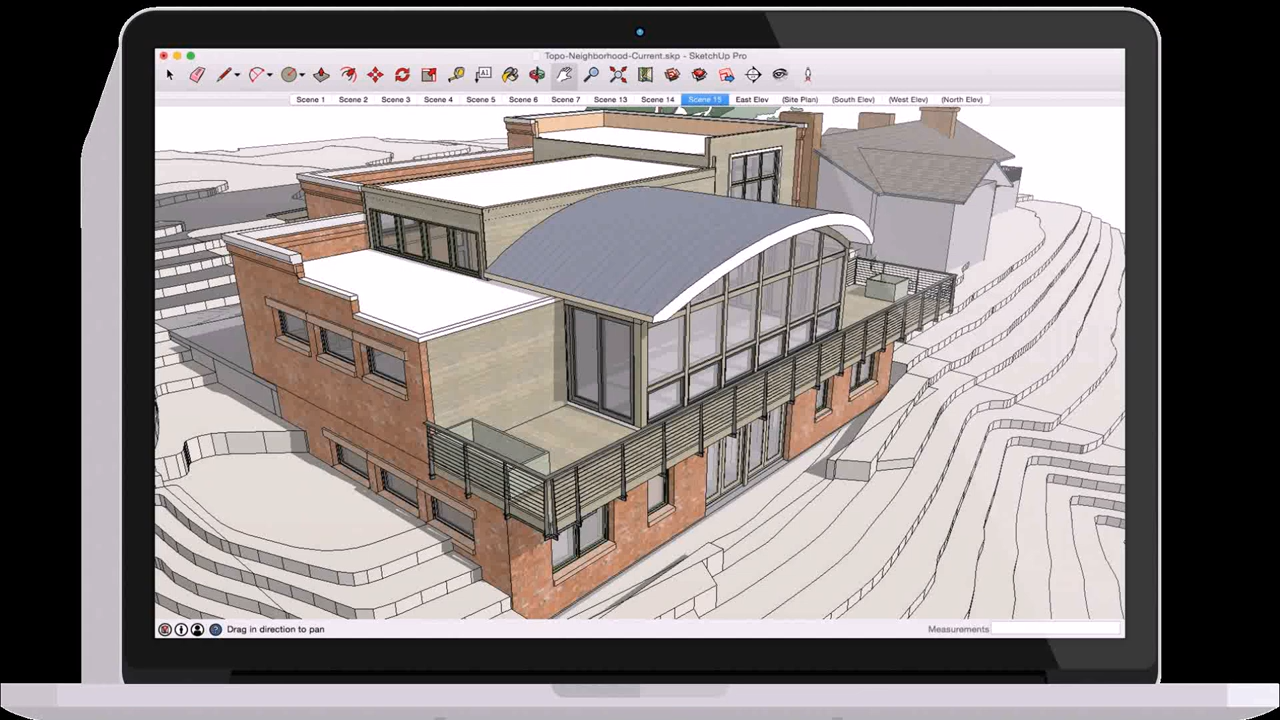 Topo-Neighborhood-Current.skp - SketchUp Pro
A1
Scene 1 Scene 2 Scene 3 Scene 4 Scene 5 Scene 6 Scene 7 Scene 13 Scene 14 Scene 15 East Elev (Site Plan) (South Elev) (West Elev) (North Elev)
Drag in direction to pan Measurements